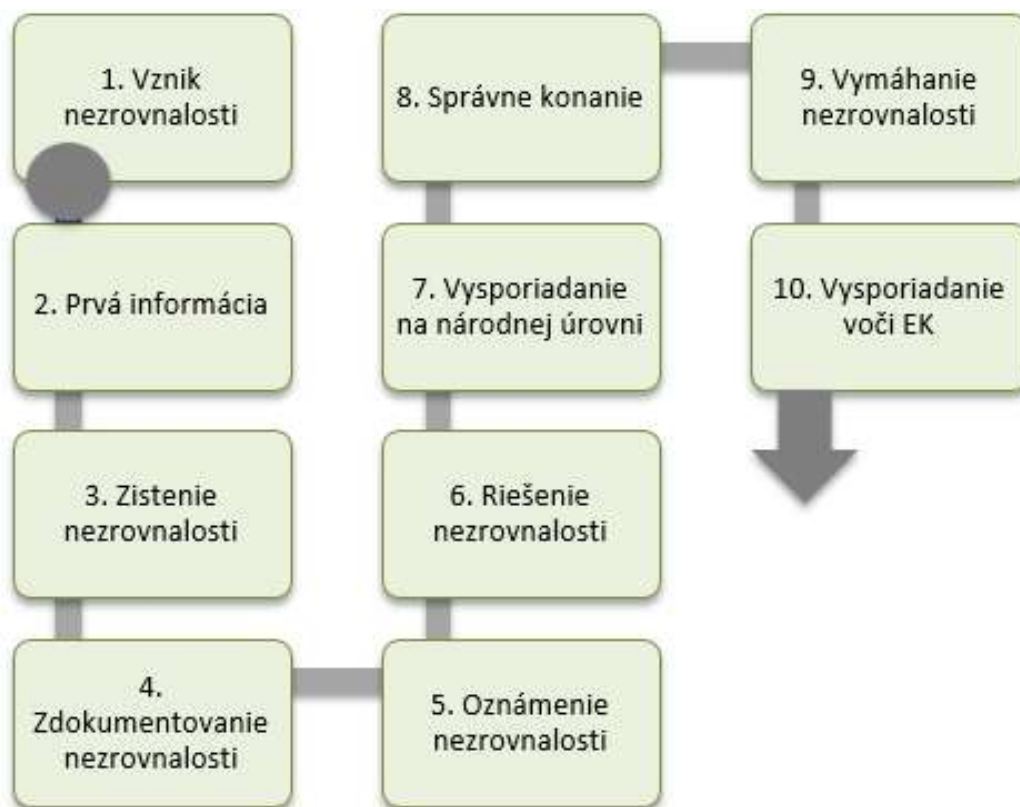 1. Vznik
nezrovnalosti
2. Prvá informácia
3. Zistenie
nezrovnalosti
4.
Zdokumentovanie
nezrovnalosti
5. Oznámenie
nezrovnalosti
6. Riešenie
nezrovnalosti
7. Vysporiadanie
na národnej úrovni
8. Správne konanie
9. Vymáhanie
nezrovnalosti
10. Vysporiadanie
voči EK